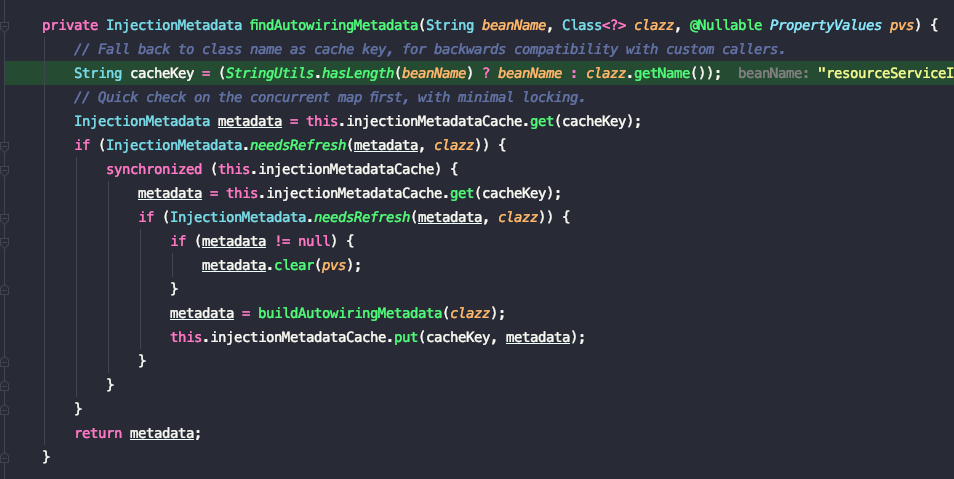 private InjectionMetadata findAutowiringMetadata(String beanName, Class<?> clazz, @Nullable PropertyValues pvs) {
// Fall back to class name as cache key, for backwards compatibility with custom callers.
String cacheKey = (StringUtils.hasLength(beanName) ? beanName : clazz.getName()); beanName: "resourceServiceI
// Quick check on the concurrent map first, with minimal locking.
InjectionMetadata metadata = this.injectionMetadataCache.get(cacheKey);
if (InjectionMetadata.needsRefresh(metadata, clazz)) {
synchronized (this.injectionMetadataCache) {
metadata = this.injectionMetadataCache.get(cacheKey);
if (InjectionMetadata.needsRefresh(metadata, clazz)) {
if (metadata != null) {
metadata.clear(pvs);
}
metadata = buildAutowiringMetadata(clazz);
this.injectionMetadataCache.put(cacheKey, metadata);
}
}
}
return metadata;
}